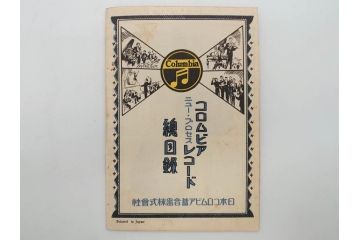 Columbia
コロムビア
ニュー・プロセス
レコード
總目錄
日本コロムビア蓄音器株式會社
Printed in Japan